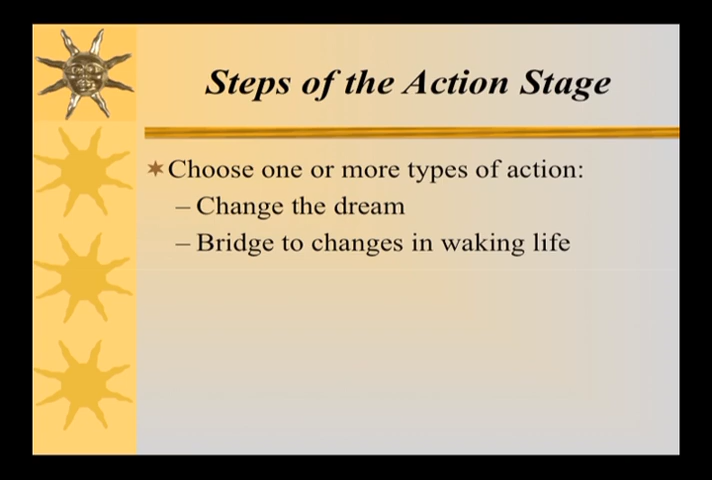 Steps of the Action Stage
Choose one or more types of action:
– Change the dream
– Bridge to changes in waking life